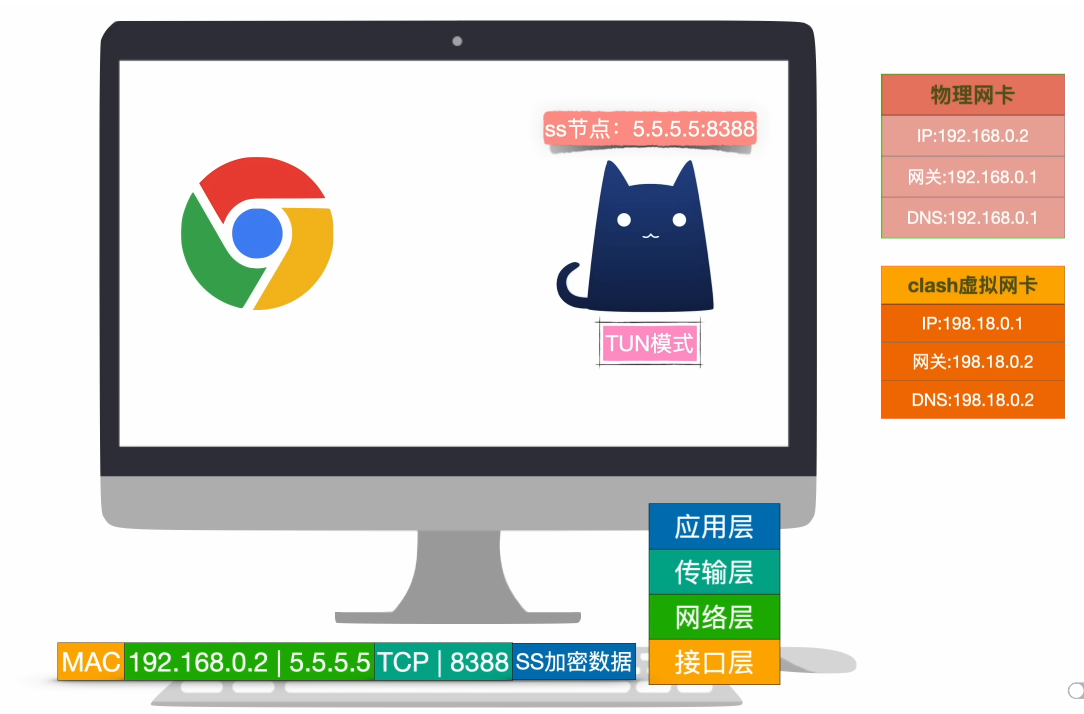 ss节点：5.5.5.5:8388
TUN模式
物理网卡
IP:192.168.0.2
网关:192.168.0.1
DNS:192.168.0.1
clash虚拟网卡
IP:198.18.0.1
网关:198.18.0.2
DNS:198.18.0.2
应用层
传输层
网络层
接口层
MAC 192.168.0.2 | 5.5.5.5 TCP | 8388 SS加密数据